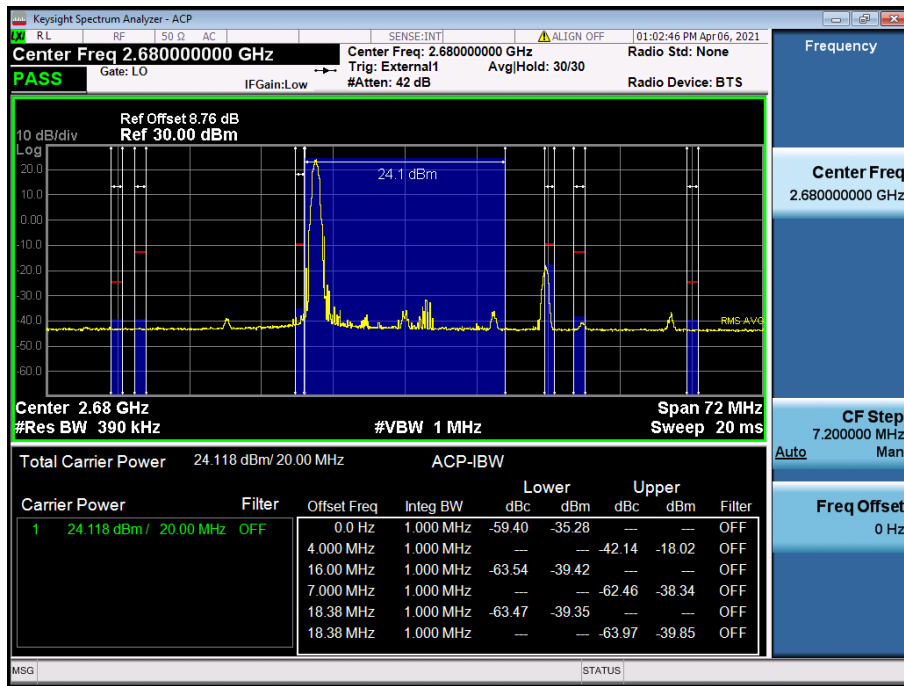 Keysight Spectrum Analyzer - ACP
LXI RL RF 50 Ω AC SENSE:INT ALIGN OFF 01:02:46 PM Apr 06, 2021
Center Freq 2.680000000 GHz
PASS
Gate: LO
IFGain:Low
Center Freq: 2.680000000 GHz
Trig: External1 Avg|Hold: 30/30
#Atten: 42 dB
Radio Std: None
Radio Device: BTS
Ref Offset 8.76 dB
10 dB/div Ref 30.00 dBm
Log
24.1 dBm
20.0
10.0
0.00
-10.0
-20.0
-30.0
-40.0
-50.0
-60.0
RMS AVG
Center 2.68 GHz Span 72 MHz
#Res BW 390 kHz #VBW 1 MHz Sweep 20 ms
Total Carrier Power 24.118 dBm/ 20.00 MHz ACP-IBW
Lower Upper
Carrier Power Filter Offset Freq Integ BW dBc dBm dBc dBm Filter
1 24.118 dBm / 20.00 MHz OFF
0.0 Hz 1.000 MHz -59.40 -35.28 --- --- OFF
4.000 MHz 1.000 MHz --- --- -42.14 -18.02 OFF
16.00 MHz 1.000 MHz -63.54 -39.42 --- --- OFF
7.000 MHz 1.000 MHz --- --- -62.46 -38.34 OFF
18.38 MHz 1.000 MHz -63.47 -39.35 --- --- OFF
18.38 MHz 1.000 MHz --- --- -63.97 -39.85 OFF
MSG STATUS
Frequency
Center Freq
2.680000000 GHz
CF Step
7.200000 MHz
Auto Man
Freq Offset
0 Hz